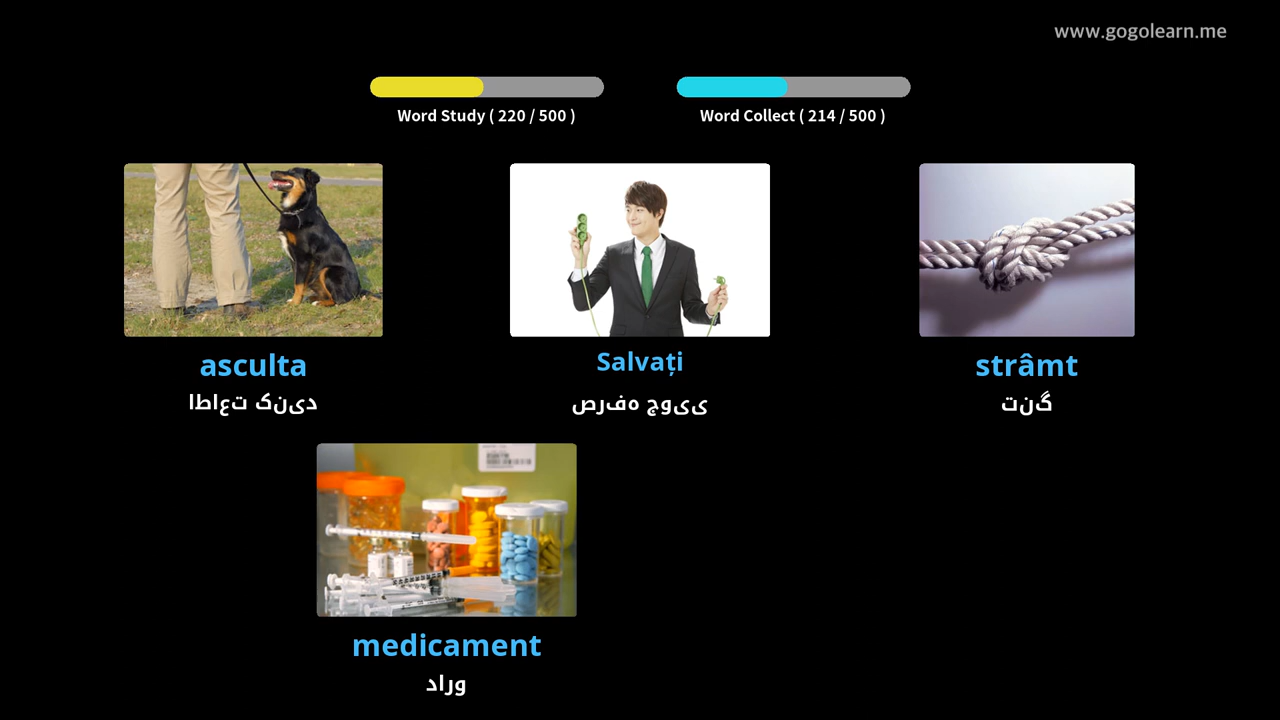 www.gogolearn.me
Word Study ( 220 / 500 )
Word Collect ( 214 / 500 )
asculta
اطاعت کنید
Salvați
صرفه جویی
strâmt
تنگ
medicament
دارو